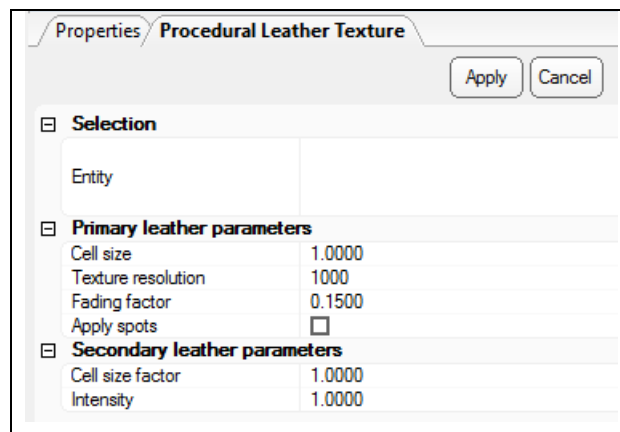 Properties Procedural Leather Texture
Apply Cancel
Selection
Entity
Primary leather parameters
Cell size 1.0000
Texture resolution 1000
Fading factor 0.1500
Apply spots
Secondary leather parameters
Cell size factor 1.0000
Intensity 1.0000